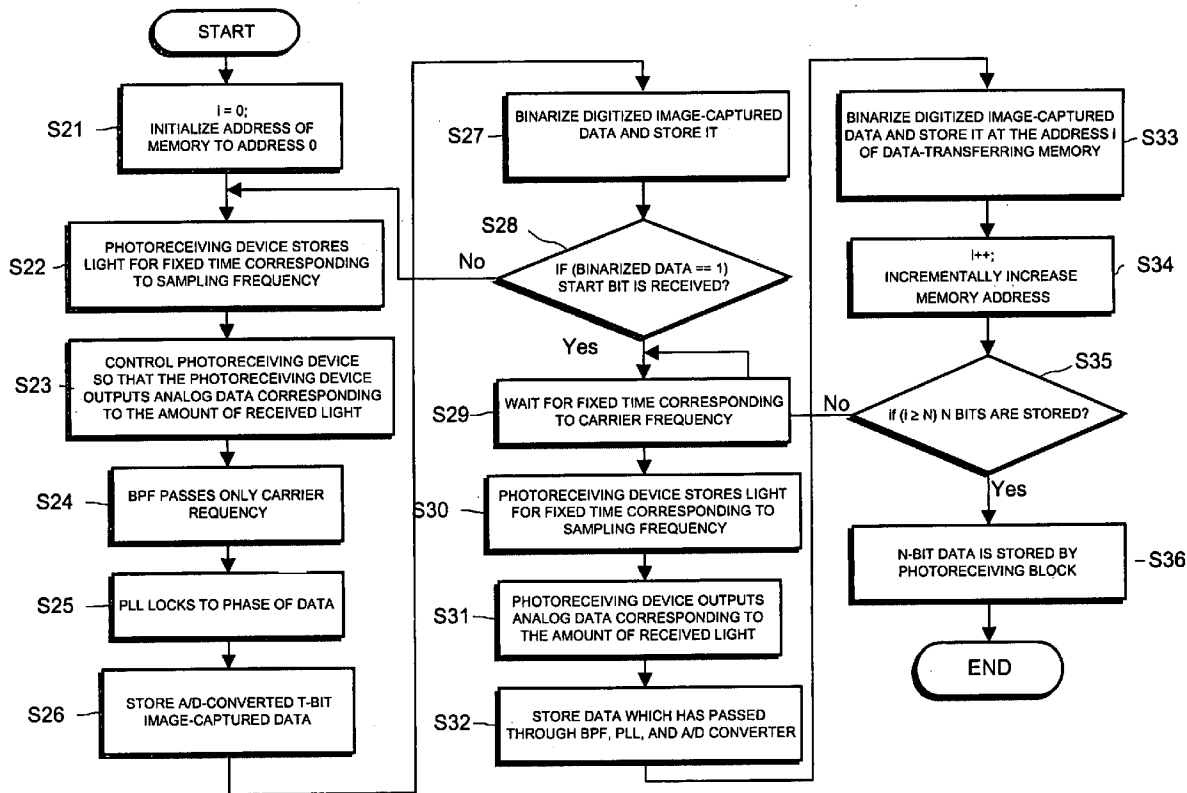 START
S21
i = 0;
INITIALIZE ADDRESS OF
MEMORY TO ADDRESS 0
S22
PHOTORECEIVING DEVICE STORES
LIGHT FOR FIXED TIME CORRESPONDING
TO SAMPLING FREQUENCY
S23
CONTROL PHOTORECEIVING DEVICE
SO THAT THE PHOTORECEIVING DEVICE
OUTPUTS ANALOG DATA CORRESPONDING
TO THE AMOUNT OF RECEIVED LIGHT
S24
BPF PASSES ONLY CARRIER
REQUENCY
S25
PLL LOCKS TO PHASE OF DATA
S26
STORE A/D-CONVERTED T-BIT
IMAGE-CAPTURED DATA
S27
BINARIZE DIGITIZED IMAGE-CAPTURED
DATA AND STORE IT
S28
IF (BINARIZED DATA == 1)
START BIT IS RECEIVED?
No
Yes
S29
WAIT FOR FIXED TIME CORRESPONDING
TO CARRIER FREQUENCY
S30
PHOTORECEIVING DEVICE STORES LIGHT
FOR FIXED TIME CORRESPONDING TO
SAMPLING FREQUENCY
S31
PHOTORECEIVING DEVICE OUTPUTS
ANALOG DATA CORRESPONDING TO
THE AMOUNT OF RECEIVED LIGHT
S32
STORE DATA WHICH HAS PASSED
THROUGH BPF, PLL, AND A/D CONVERTER
BINARIZE DIGITIZED IMAGE-CAPTURED
DATA AND STORE IT AT THE ADDRESS i
OF DATA-TRANSFERRING MEMORY
S33
i++;
INCREMENTALLY INCREASE
MEMORY ADDRESS
S34
S35
if (i ≥ N) N BITS ARE STORED?
No
Yes
N-BIT DATA IS STORED BY
PHOTORECEIVING BLOCK
S36
END